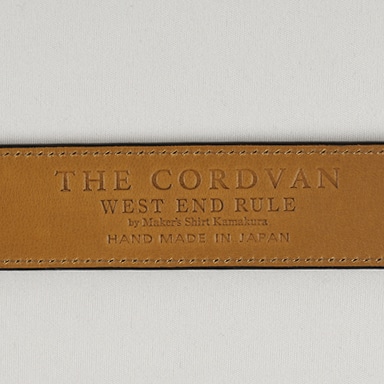 THE CORDVAN
WEST END RULE
by Maker's Shirt Kamakura
HAND MADE IN JAPAN